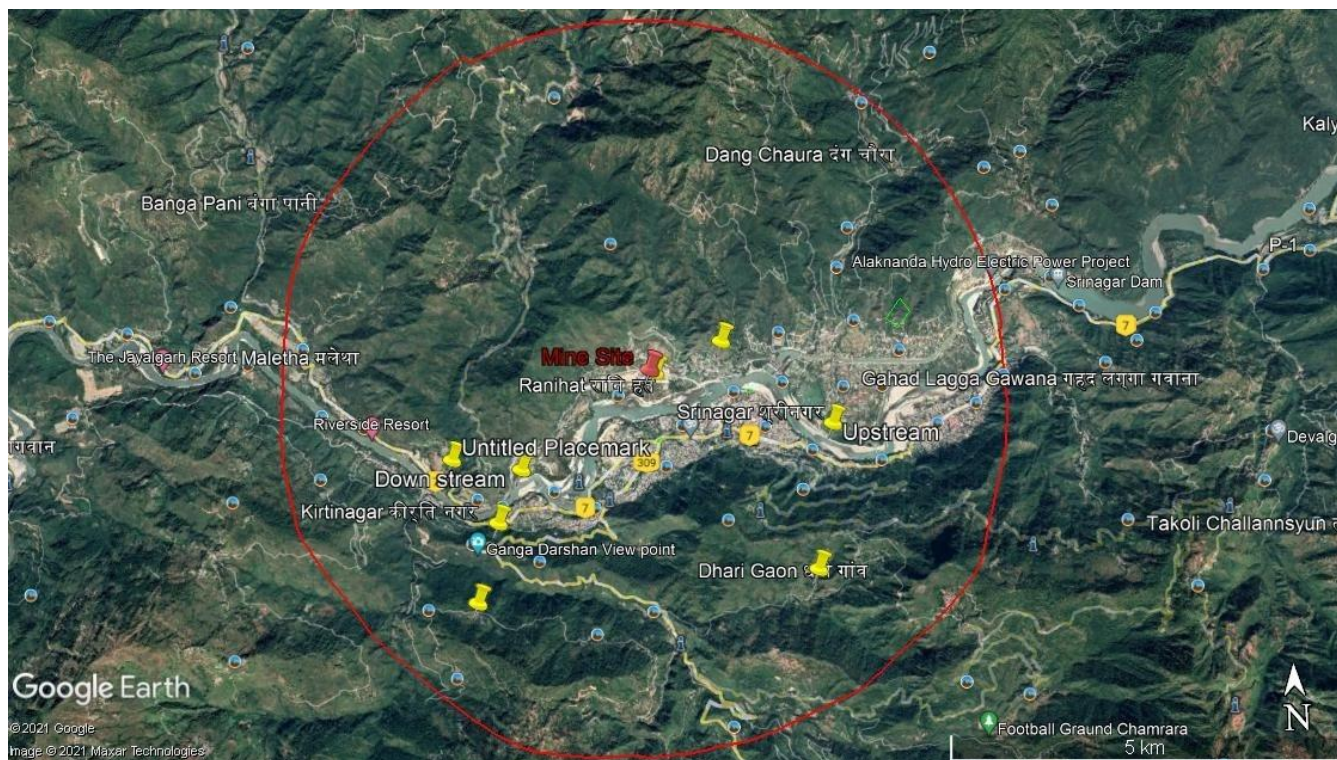 Kaly
Dang Chaura दंग चौरा
Banga Pani बंगा पानी
P-1
Alaknanda Hydro Electric Power Project
Srinagar Dam
7
The Jayalgarh Resort
Maletha मलेथा
Mine Site
Ranihat
Gahad Lagga Gawana गहद लग्गा गवाना
Srinagar श्रीनगर
Riverside Resort
Upstream
7
Devalg
Untitled Placemark
309
Down stream
Kirtinagar कीर्ति नगर
7
Takoli Challannsyun
Ganga Darshan View point
Dhari Gaon
गांव
Google Earth
N
© 2021 Google
Football Graund Chamrara
Image © 2021 Maxar Technologies
5 km